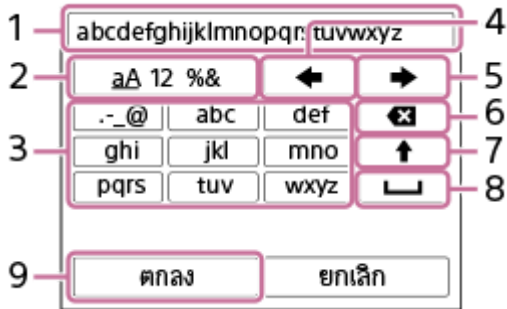 1 abcdefghijklmnopqrstuvwxyz 4
2 aA 12 %& 5
.-_@ abc def 6
3 ghi jkl mno 7
pqrs tuv wxyz 8
9 ตกลง ยกเลิก